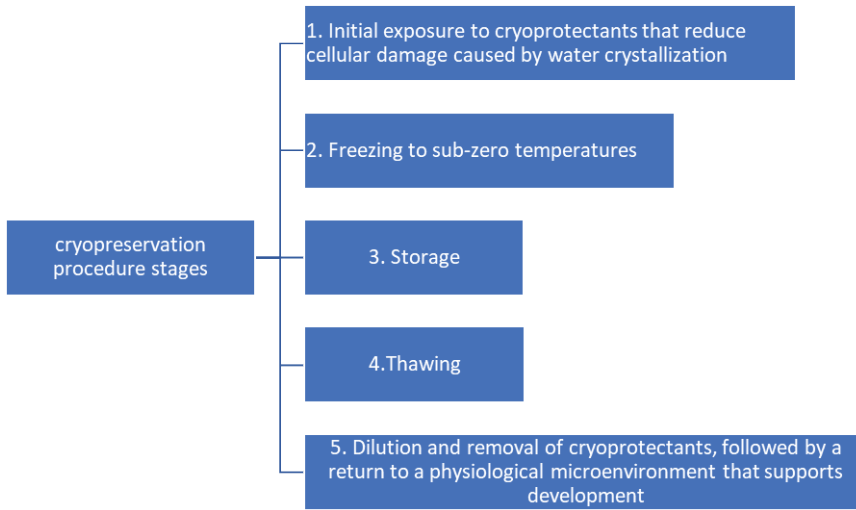 1. Initial exposure to cryoprotectants that reduce
cellular damage caused by water crystallization
2. Freezing to sub-zero temperatures
cryopreservation
procedure stages
3. Storage
4.Thawing
5. Dilution and removal of cryoprotectants, followed by a
return to a physiological microenvironment that supports
development